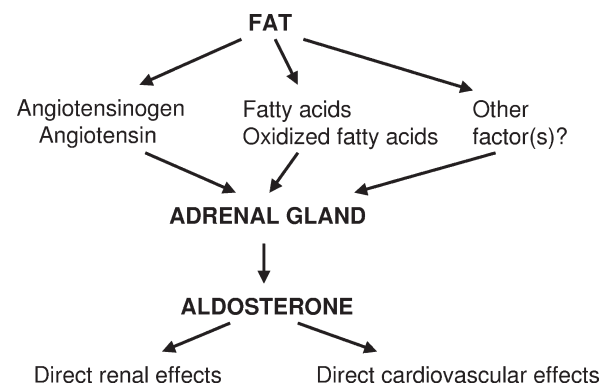 FAT
Angiotensinogen
Angiotensin
Fatty acids
Oxidized fatty acids
Other
factor(s)?
ADRENAL GLAND
ALDOSTERONE
Direct renal effects
Direct cardiovascular effects